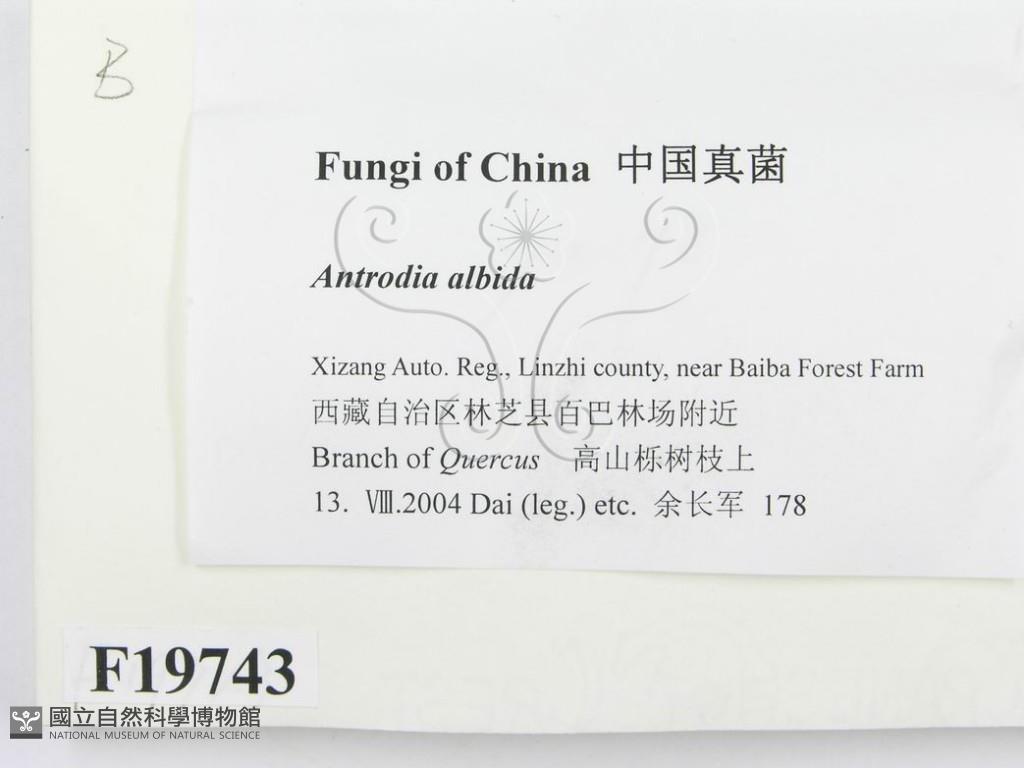 B
Fungi of China 中国真菌
Antrodia albida
Xizang Auto. Reg., Linzhi county, near Baiba Forest Farm
西藏自治区林芝县百巴林场附近
Branch of Quercus 高山栎树枝上
13. Ⅷ.2004 Dai (leg.) etc. 余长军 178
F19743
國立自然科學博物館
NATIONAL MUSEUM OF NATURAL SCIENCE